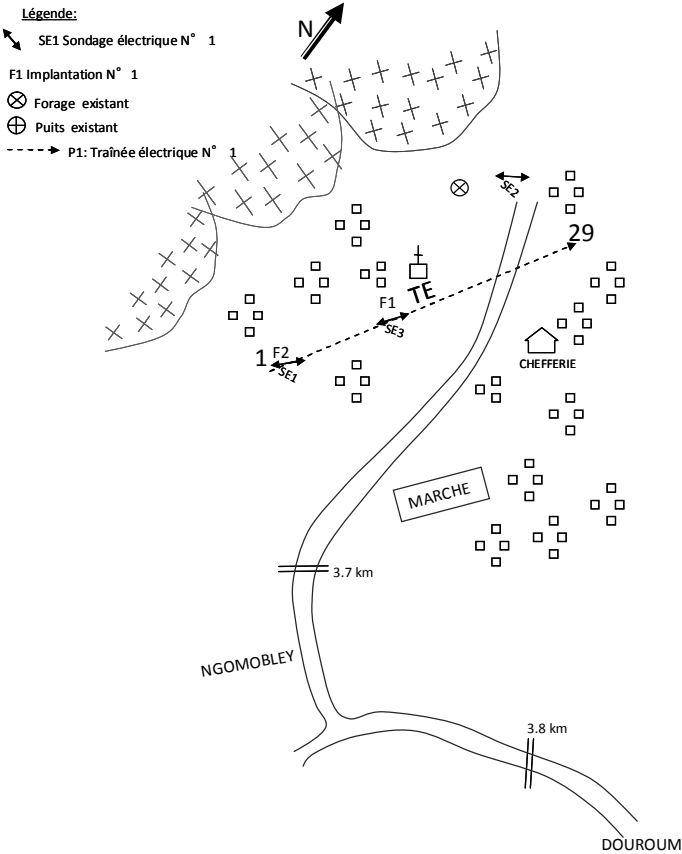 Légende:
SE1 Sondage électrique N° 1
F1 Implantation N° 1
Forage existant
Puits existant
P1: Traînée électrique N° 1
N
SE2
29
TE
F1
SE3
1
F2
SE1
CHEFFERIE
MARCHE
3.7 km
NGOMOBLEY
3.8 km
DOUROUM